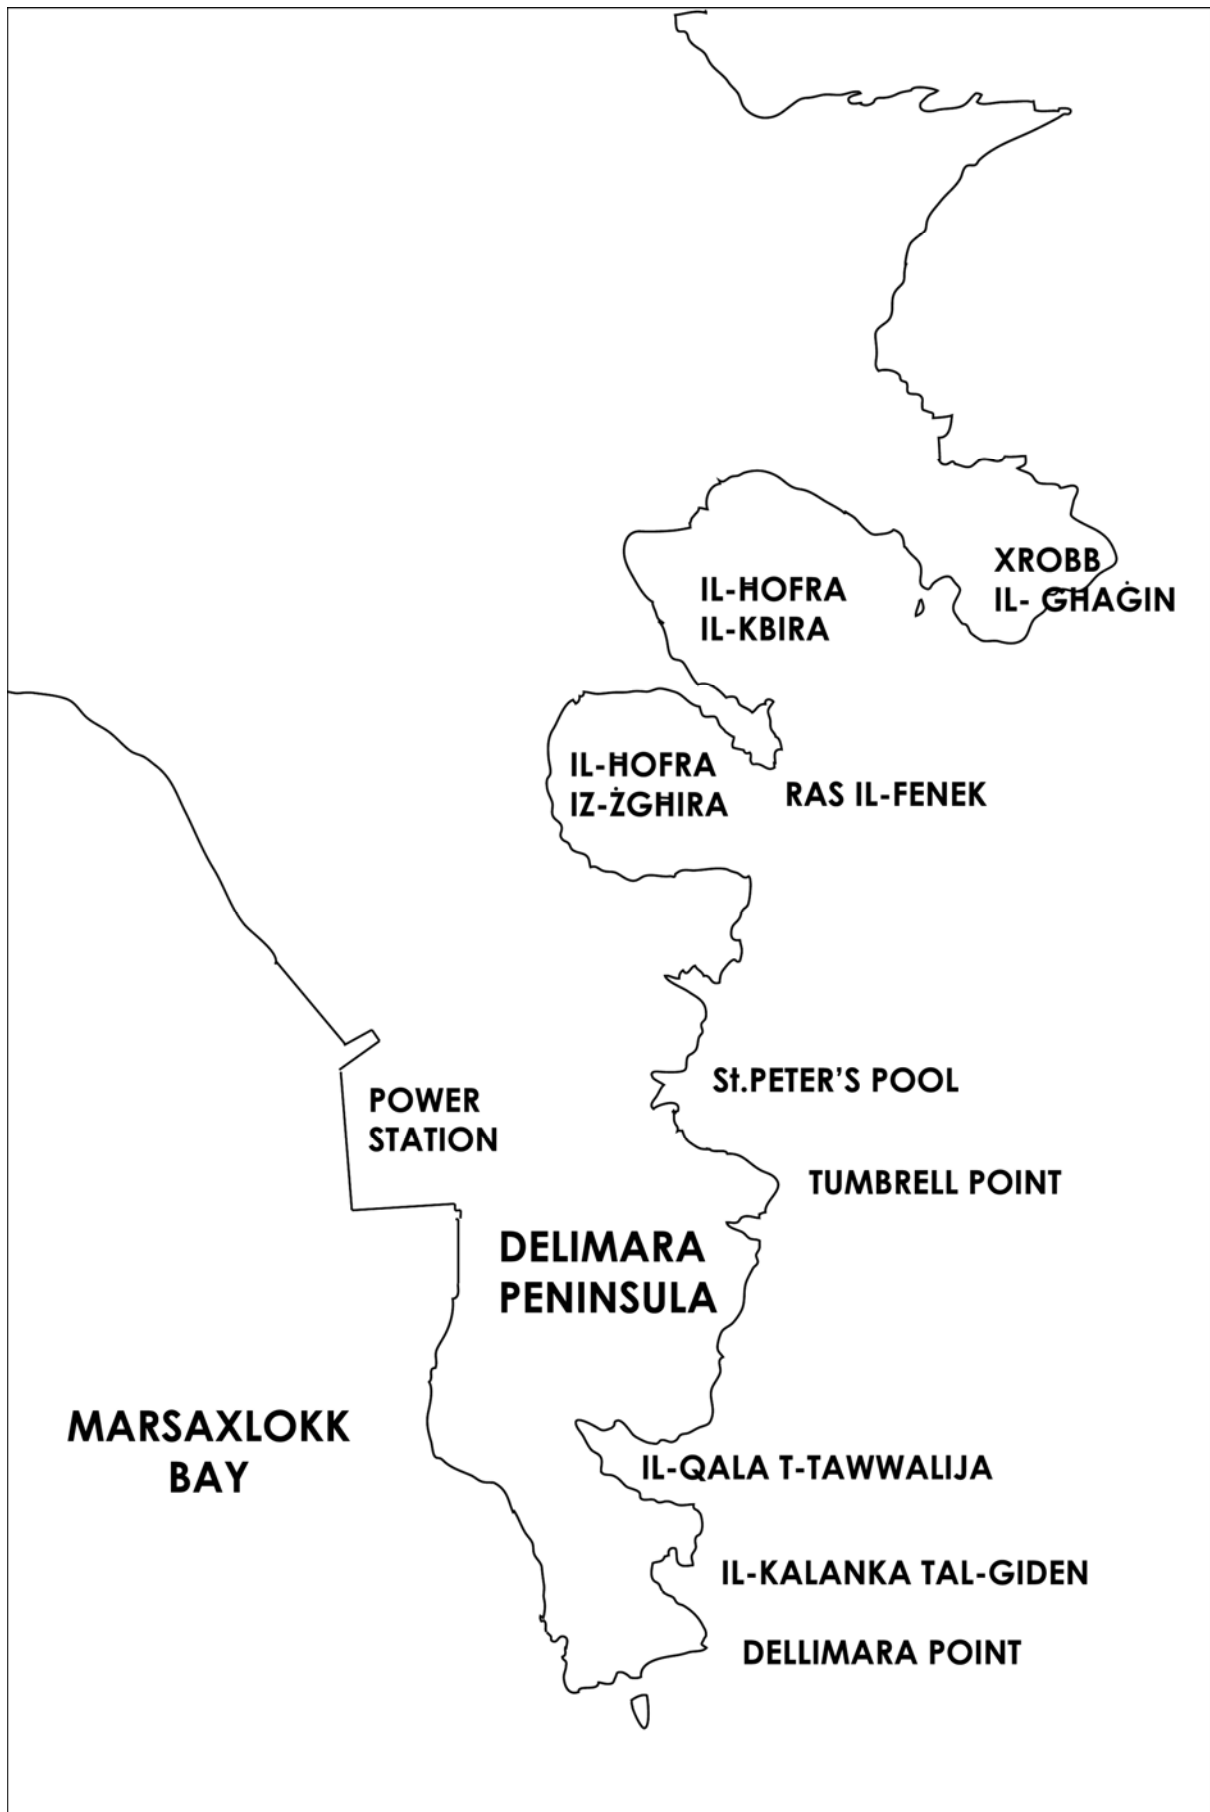 XROBB
IL- GĦAĠIN
IL-ĦOFRA
IL-KBIRA
IL-ĦOFRA
IZ-ŻGĦIRA
RAS IL-FENEK
St.PETER'S POOL
POWER
STATION
TUMBRELL POINT
DELIMARA
PENINSULA
MARSAXLOKK
BAY
IL-QALA T-TAWWALIJA
IL-KALANKA TAL-GIDEN
DELLIMARA POINT